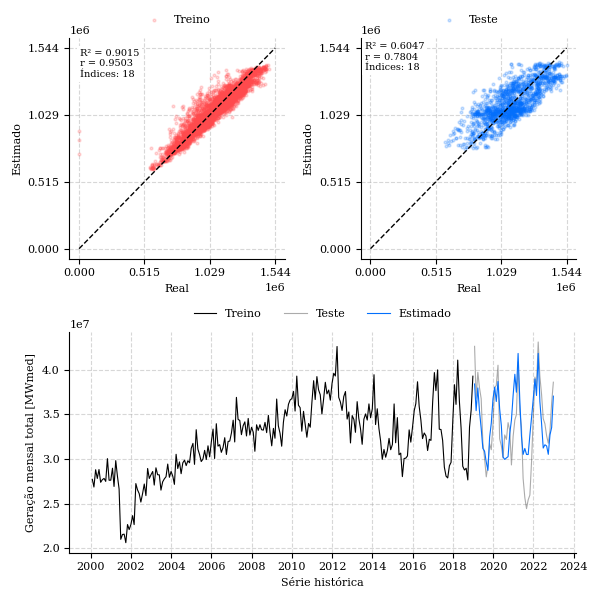 Treino
1e6
1.544
1.029
0.515
0.000
Estimado
R² = 0.9015
r = 0.9503
Índices: 18
0.000 0.515 1.029 1.544
1e6
Real
Teste
1e6
1.544
1.029
0.515
0.000
Estimado
R² = 0.6047
r = 0.7804
Índices: 18
0.000 0.515 1.029 1.544
1e6
Real
Treino Teste Estimado
1e7
4.0
3.5
3.0
2.5
2.0
Geração mensal total [MWmed]
2000 2002 2004 2006 2008 2010 2012 2014 2016 2018 2020 2022 2024
Série histórica